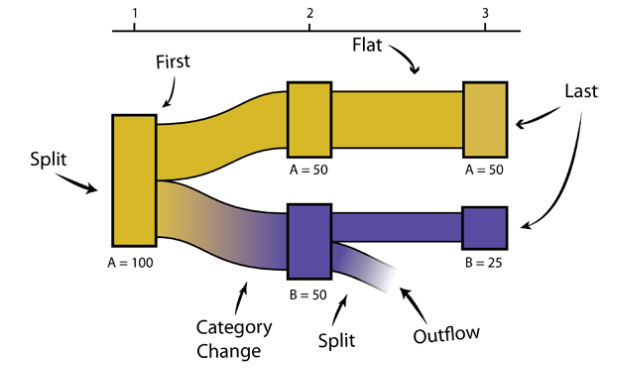 1 2 3
Flat
First
Last
Split
A = 50 A = 50
A = 100
B = 50 B = 25
Category
Change
Split
Outflow